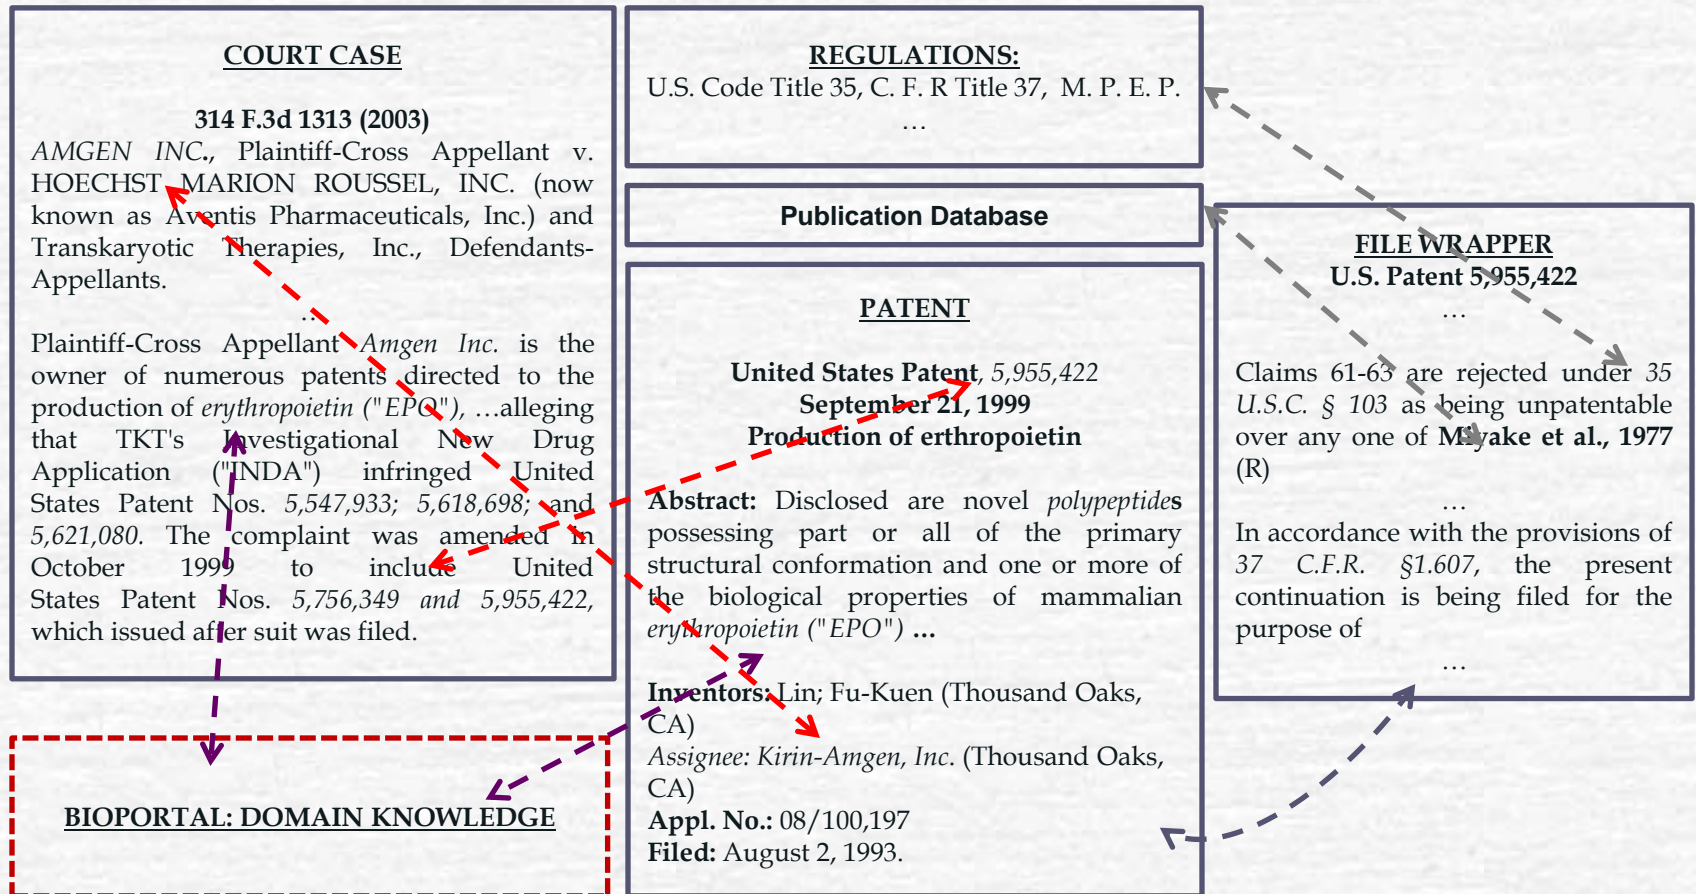 COURT CASE
314 F.3d 1313 (2003)
AMGEN INC., Plaintiff-Cross Appellant v.
HOECHST MARION ROUSSEL, INC. (now
known as Aventis Pharmaceuticals, Inc.) and
Transkaryotic Therapies, Inc., Defendants-
Appellants.
…
Plaintiff-Cross Appellant Amgen Inc. is the
owner of numerous patents directed to the
production of erythropoietin ("EPO"), …alleging
that TKT's Investigational New Drug
Application ("INDA") infringed United
States Patent Nos. 5,547,933; 5,618,698; and
5,621,080. The complaint was amended in
October 1999 to include United
States Patent Nos. 5,756,349 and 5,955,422,
which issued after suit was filed.
BIOPORTAL: DOMAIN KNOWLEDGE
REGULATIONS:
U.S. Code Title 35, C. F. R Title 37, M. P. E. P.
…
Publication Database
PATENT
United States Patent, 5,955,422
September 21, 1999
Production of erthropoietin
Abstract: Disclosed are novel polypeptides
possessing part or all of the primary
structural conformation and one or more of
the biological properties of mammalian
erythropoietin ("EPO") …
Inventors: Lin; Fu-Kuen (Thousand Oaks,
CA)
Assignee: Kirin-Amgen, Inc. (Thousand Oaks,
CA)
Appl. No.: 08/100,197
Filed: August 2, 1993.
FILE WRAPPER
U.S. Patent 5,955,422
…
Claims 61-63 are rejected under 35
U.S.C. § 103 as being unpatentable
over any one of Miyake et al., 1977
(R)
…
In accordance with the provisions of
37 C.F.R. §1.607, the present
continuation is being filed for the
purpose of
…